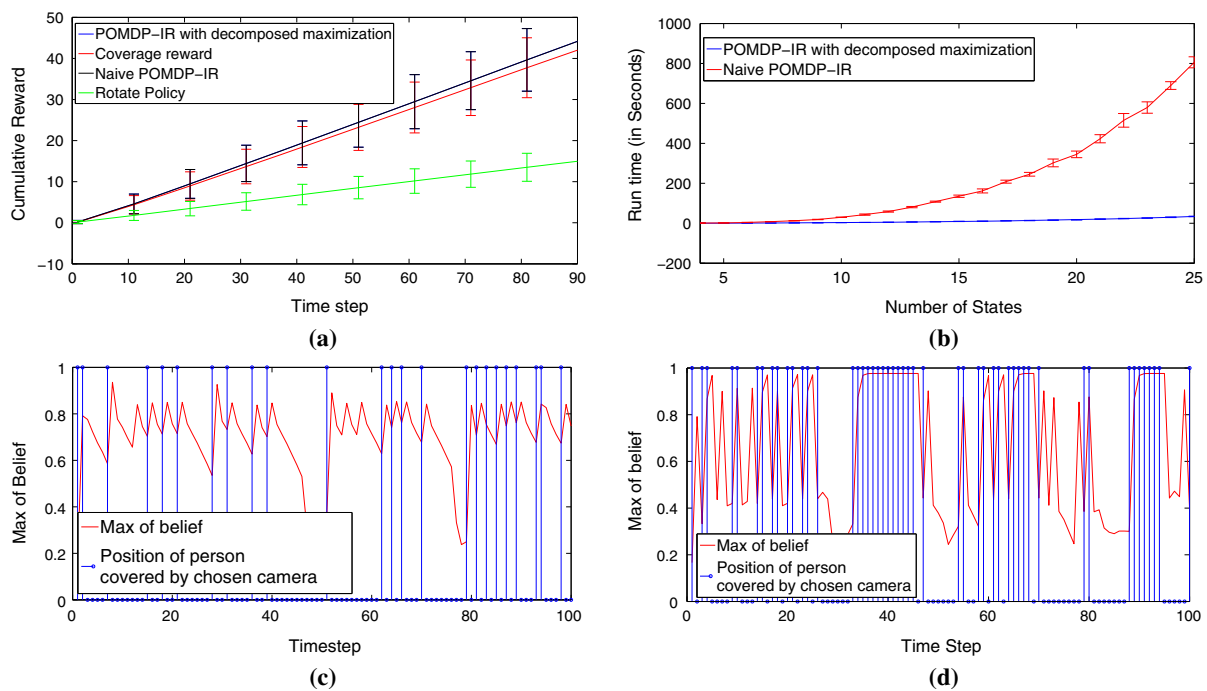 50
40
30
20
10
0
−10
Cumulative Reward
POMDP−IR with decomposed maximization
Coverage reward
Naive POMDP−IR
Rotate Policy
0 10 20 30 40 50 60 70 80 90
Time step
(a)
1000
800
600
400
200
0
−200
Run time (in Seconds)
POMDP−IR with decomposed maximization
Naive POMDP−IR
5 10 15 20 25
Number of States
(b)
1
0.8
0.6
0.4
0.2
0
Max of Belief
Max of belief
Position of person
covered by chosen camera
0 20 40 60 80 100
Timestep
(c)
1
0.8
0.6
0.4
0.2
0
Max of belief
Max of belief
Position of person
covered by chosen camera
0 20 40 60 80 100
Time Step
(d)